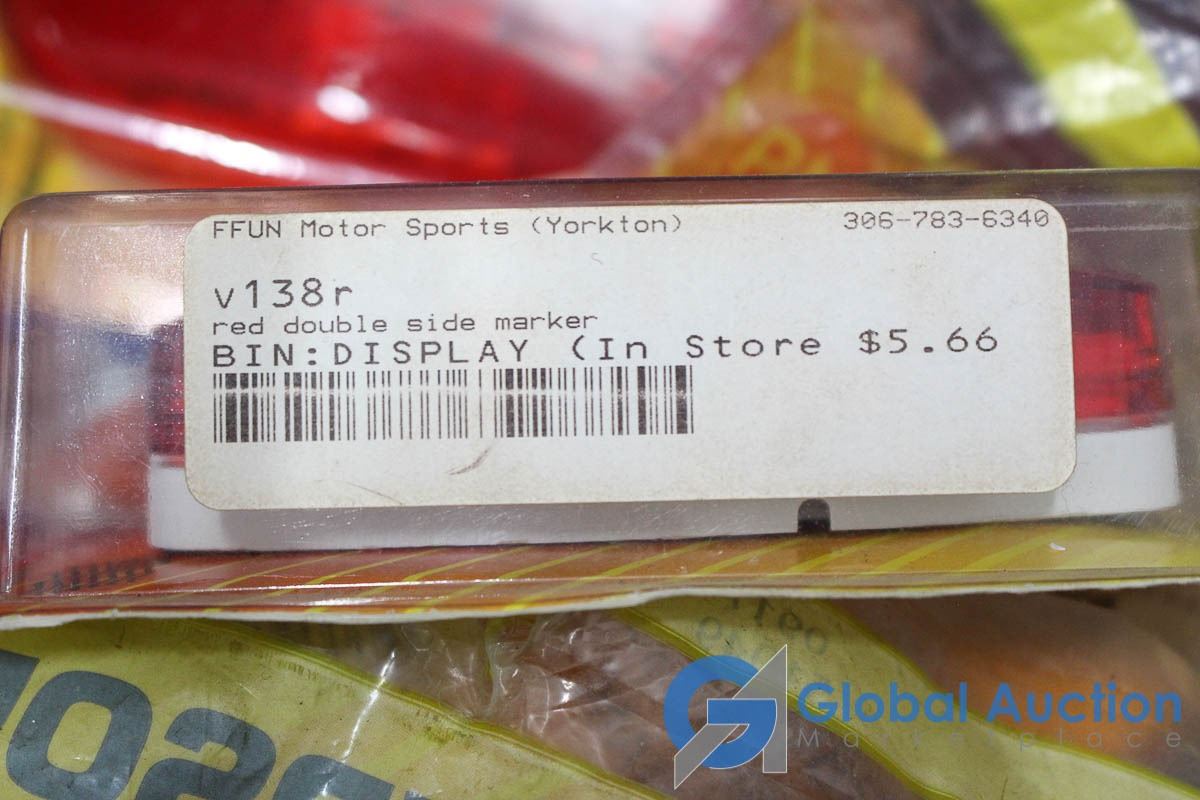 FFUN Motor Sports (Yorkton) 306-783-6340
v138r
red double side marker
BIN:DISPLAY (In Store $5.66
Global Auction
Marketplace